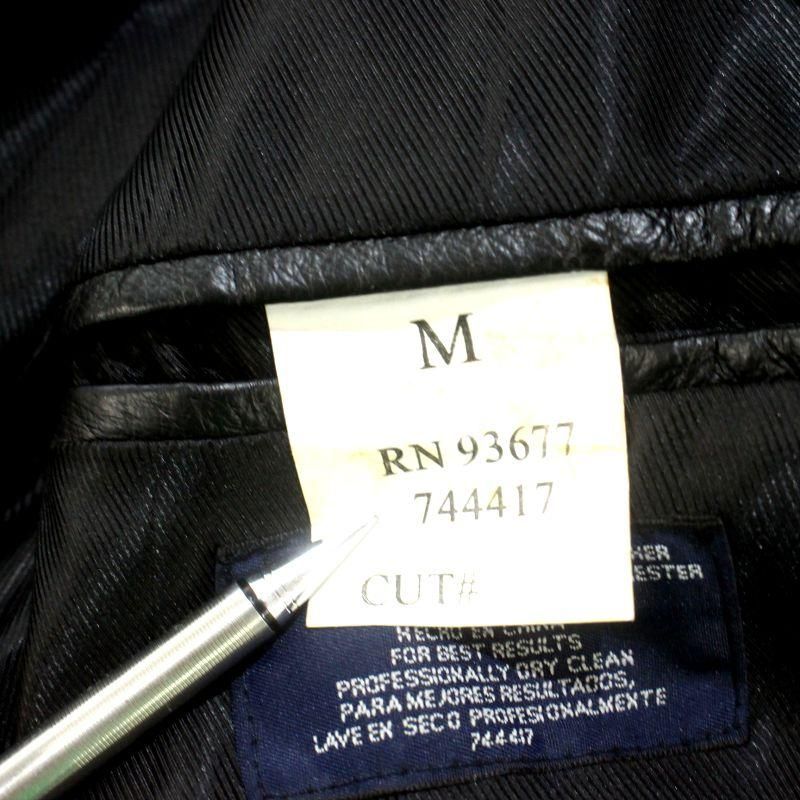 M
RN 93677
744417
CUT#
HER
ESTER
HECHO EN CHINA
FOR BEST RESULTS
PROFESSIONALLY DRY CLEAN
PARA MEJORES RESULTADOS,
LAVE EN SECO PROFESIONALMENTE
744417